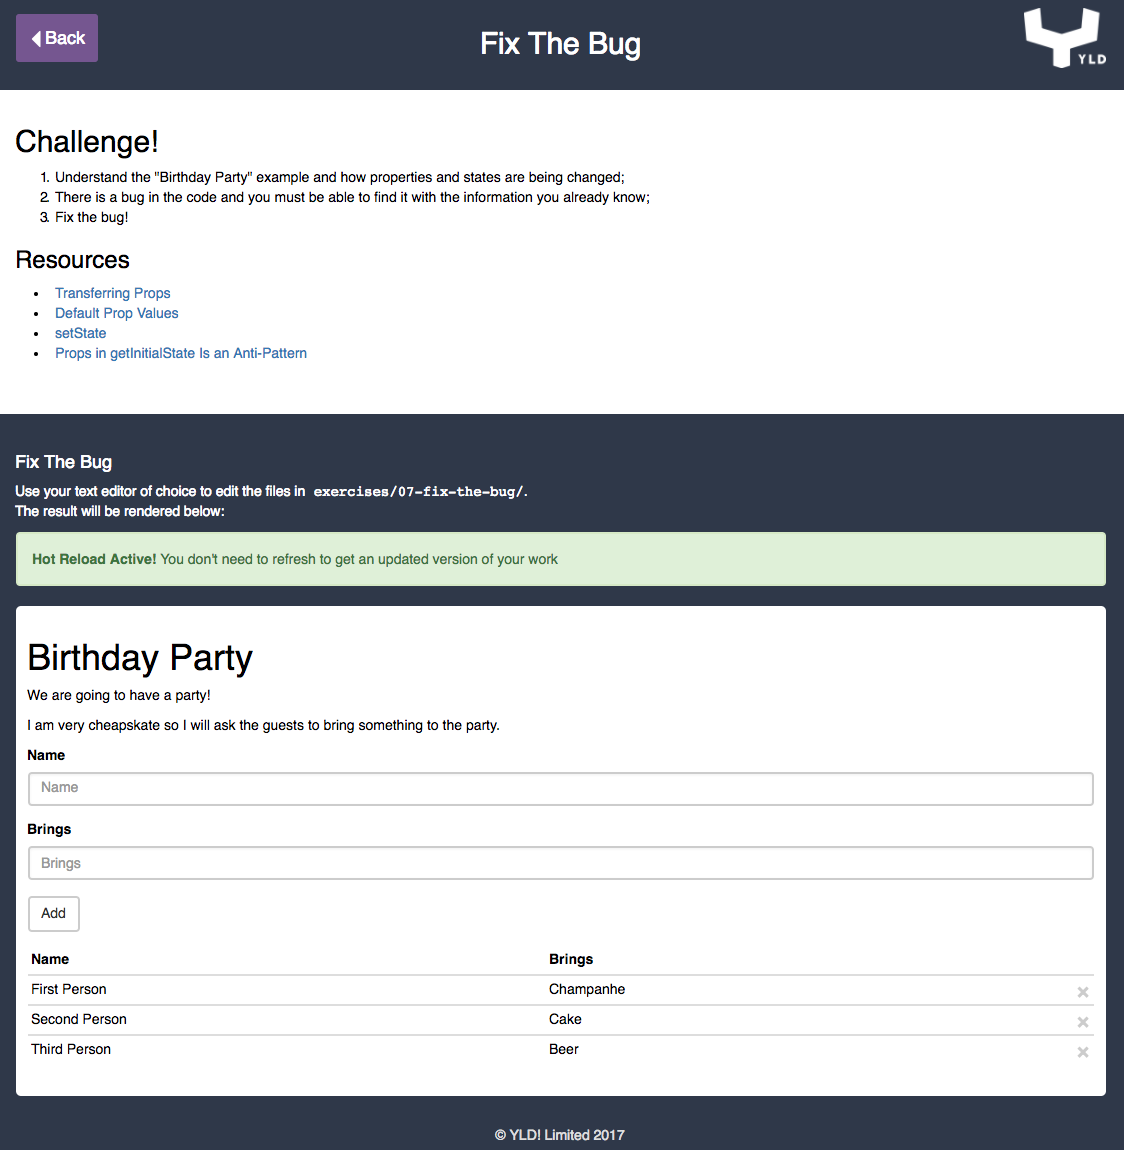 Back
Fix The Bug
YLD
Challenge!
1. Understand the "Birthday Party" example and how properties and states are being changed;
2. There is a bug in the code and you must be able to find it with the information you already know;
3. Fix the bug!
Resources
• Transferring Props
• Default Prop Values
• setState
• Props in getInitialState Is an Anti-Pattern
Fix The Bug
Use your text editor of choice to edit the files in exercises/07-fix-the-bug/.
The result will be rendered below:
Hot Reload Active! You don't need to refresh to get an updated version of your work
Birthday Party
We are going to have a party!
I am very cheapskate so I will ask the guests to bring something to the party.
Name
Name
Brings
Brings
Add
Name Brings
First Person Champanhe
Second Person Cake
Third Person Beer
© YLD! Limited 2017